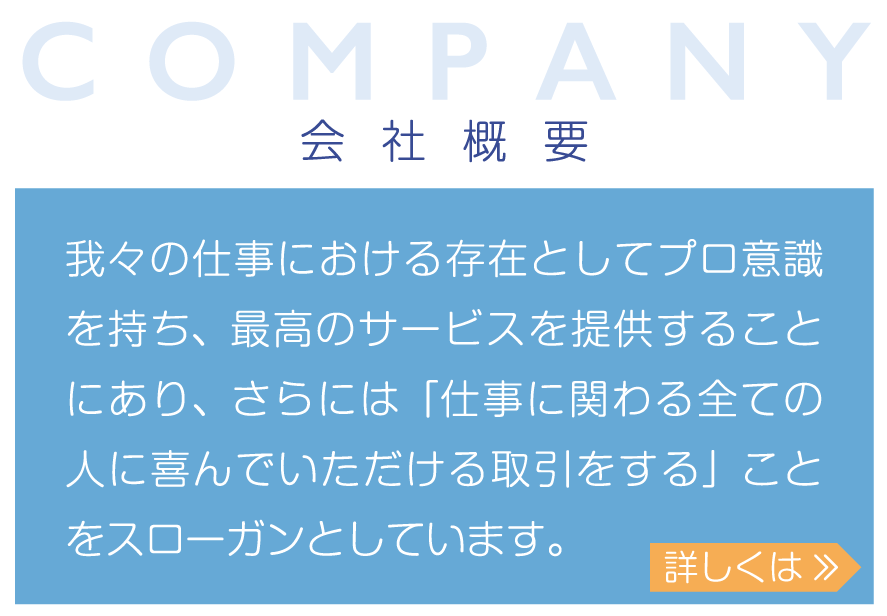 COMPANY
会社概要
我々の仕事における存在としてプロ意識
を持ち、最高のサービスを提供すること
にあり、さらには「仕事に関わる全ての
人に喜んでいただける取引をする」こと
をスローガンとしています。
詳しくは »